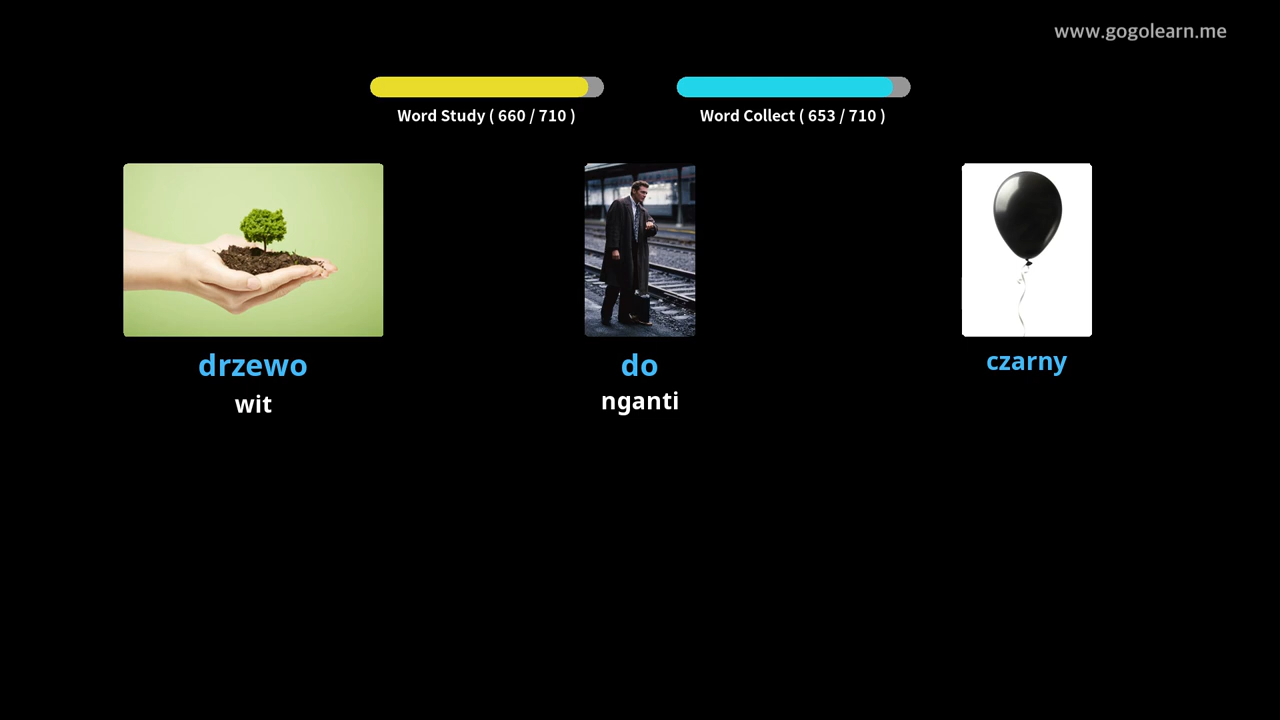 www.gogolearn.me
Word Study ( 660 / 710 )
Word Collect ( 653 / 710 )
drzewo
wit
do
nganti
czarny